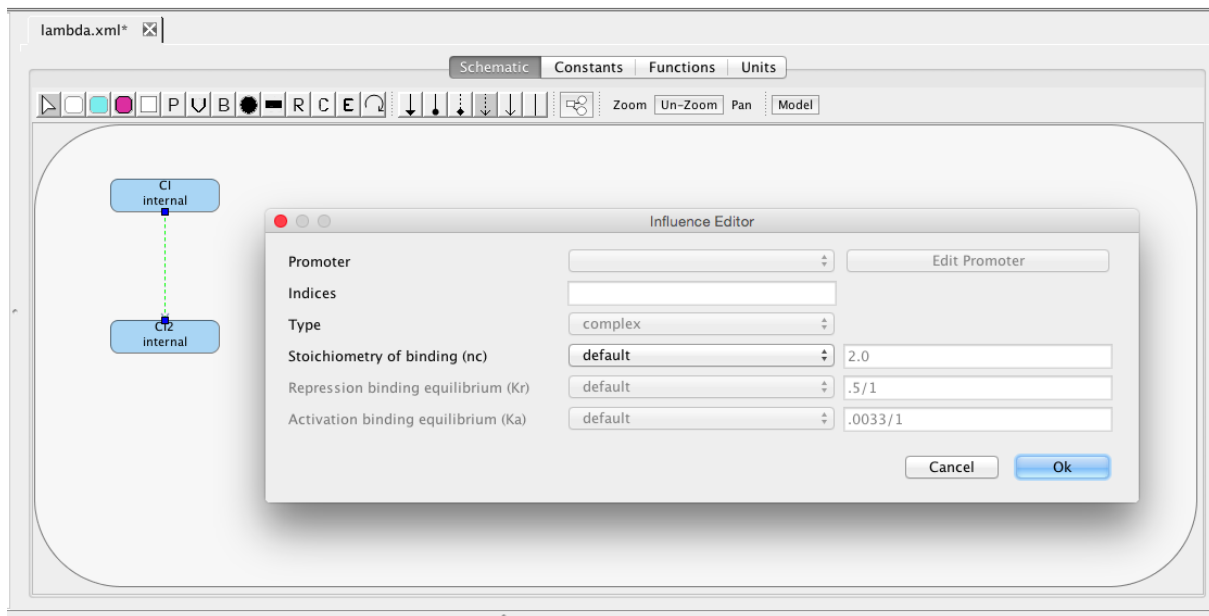 lambda.xml*
Schematic Constants Functions Units
P V B R C E Zoom Un-Zoom Pan Model
CI
internal
CI2
internal
Influence Editor
Promoter Edit Promoter
Indices
Type complex
Stoichiometry of binding (nc) default 2.0
Repression binding equilibrium (Kr) default .5/1
Activation binding equilibrium (Ka) default .0033/1
Cancel Ok